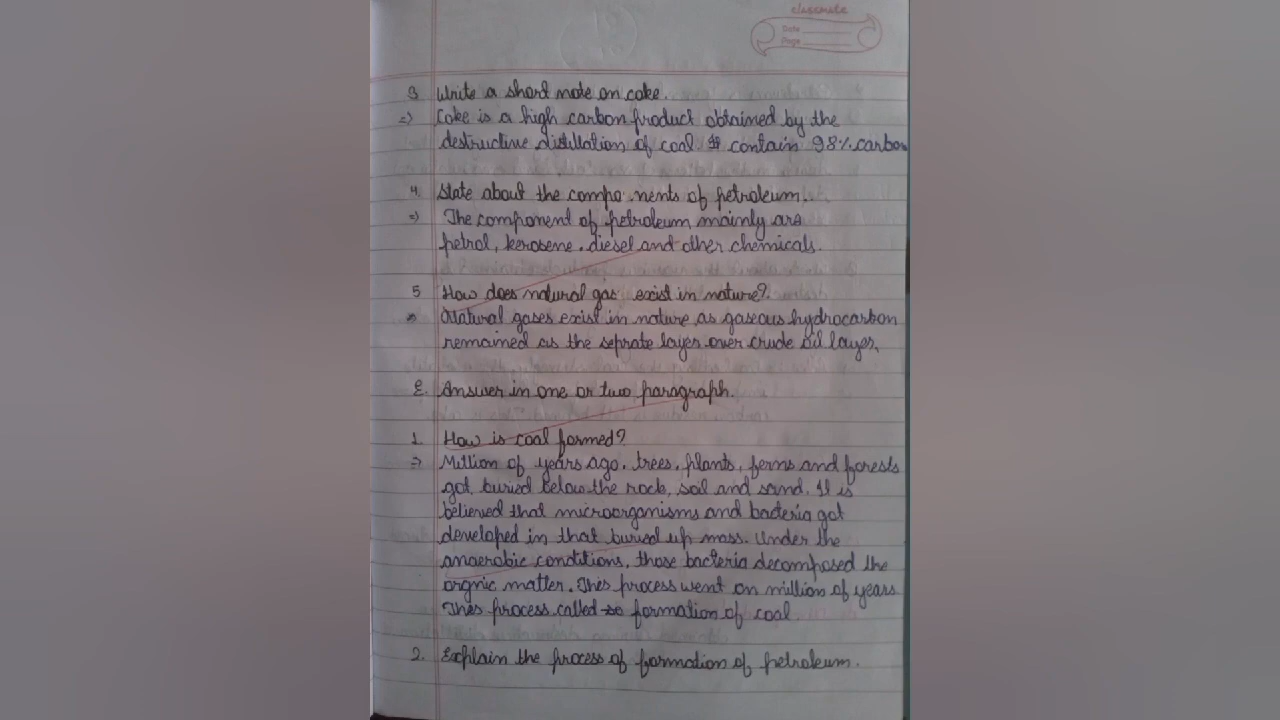 classmate
Date
Page
3 Write a short note on coke.
=> Coke is a high carbon product obtained by the
destructive distillation of coal. It contain 98% carbon
4. State about the compo nents of petroleum.
=> The component of petroleum mainly are
petrol, kerosene, diesel and other chemicals.
5 How does natural gas exist in nature?
=> Natural gases exist in nature as gaseous hydrocarbon
remained as the seprate layer over crude oil layer.
E. Answer in one or two paragraph.
1. How is coal formed?
=> Million of years ago, trees, plants, ferns and forests
got buried below the rock, soil and sand. It is
believed that microorganisms and bacteria got
developed in that buried up mass. Under the
anaerobic conditions, those bacteria decomposed the
orgnic matter. This process went on million of years
This process called so formation of coal.
2. Explain the process of formation of petroleum.